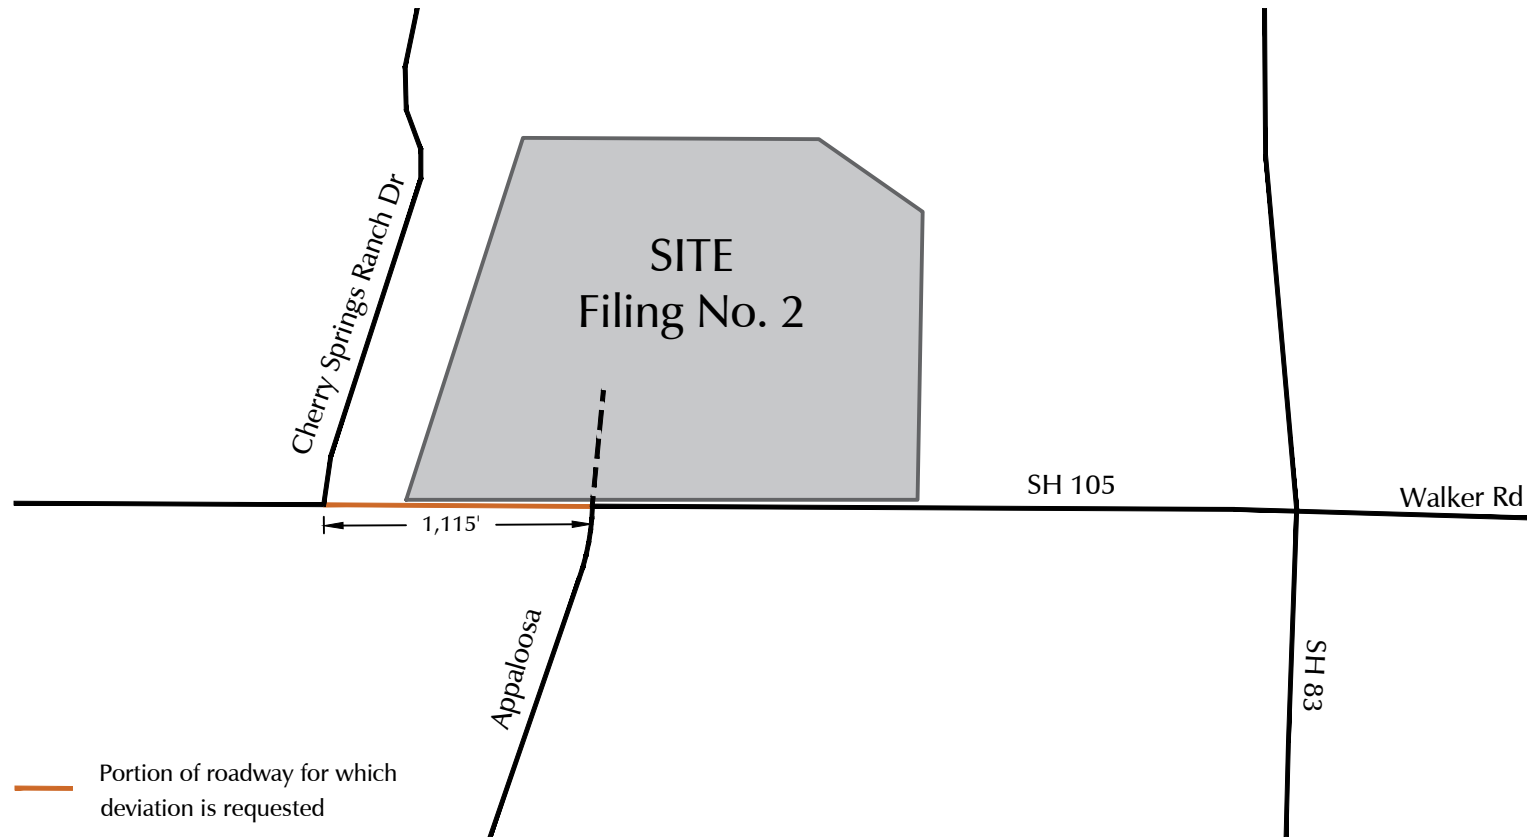 Cherry Springs Ranch Dr
SITE
Filing No. 2
SH 105
Walker Rd
1,115'
Appaloosa
SH 83
Portion of roadway for which
deviation is requested